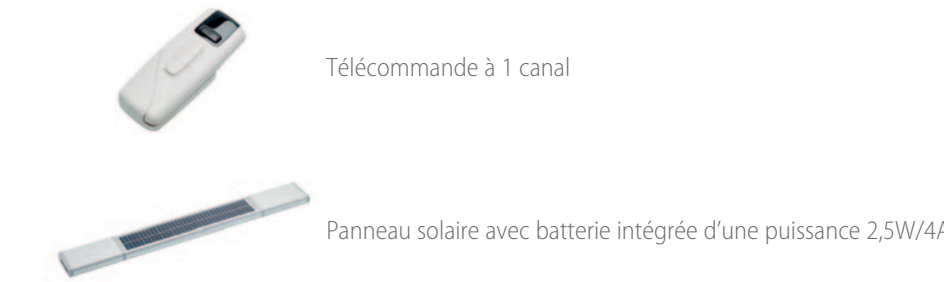 Télécommande à 1 canal
Panneau solaire avec batterie intégrée d’une puissance 2,5W/4A